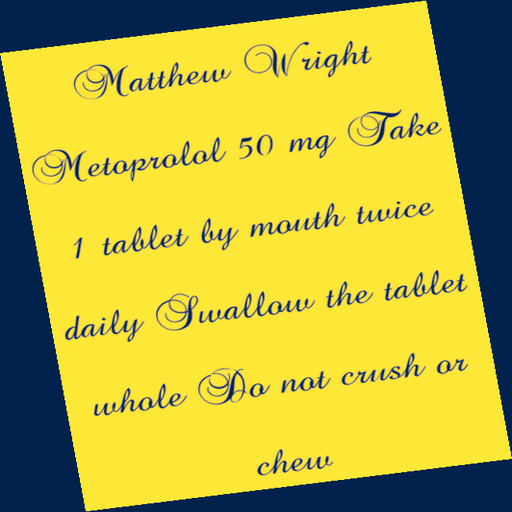 Matthew Wright
Metoprolol 50 mg Take
1 tablet by mouth twice
daily Swallow the tablet
whole Do not crush or
chew